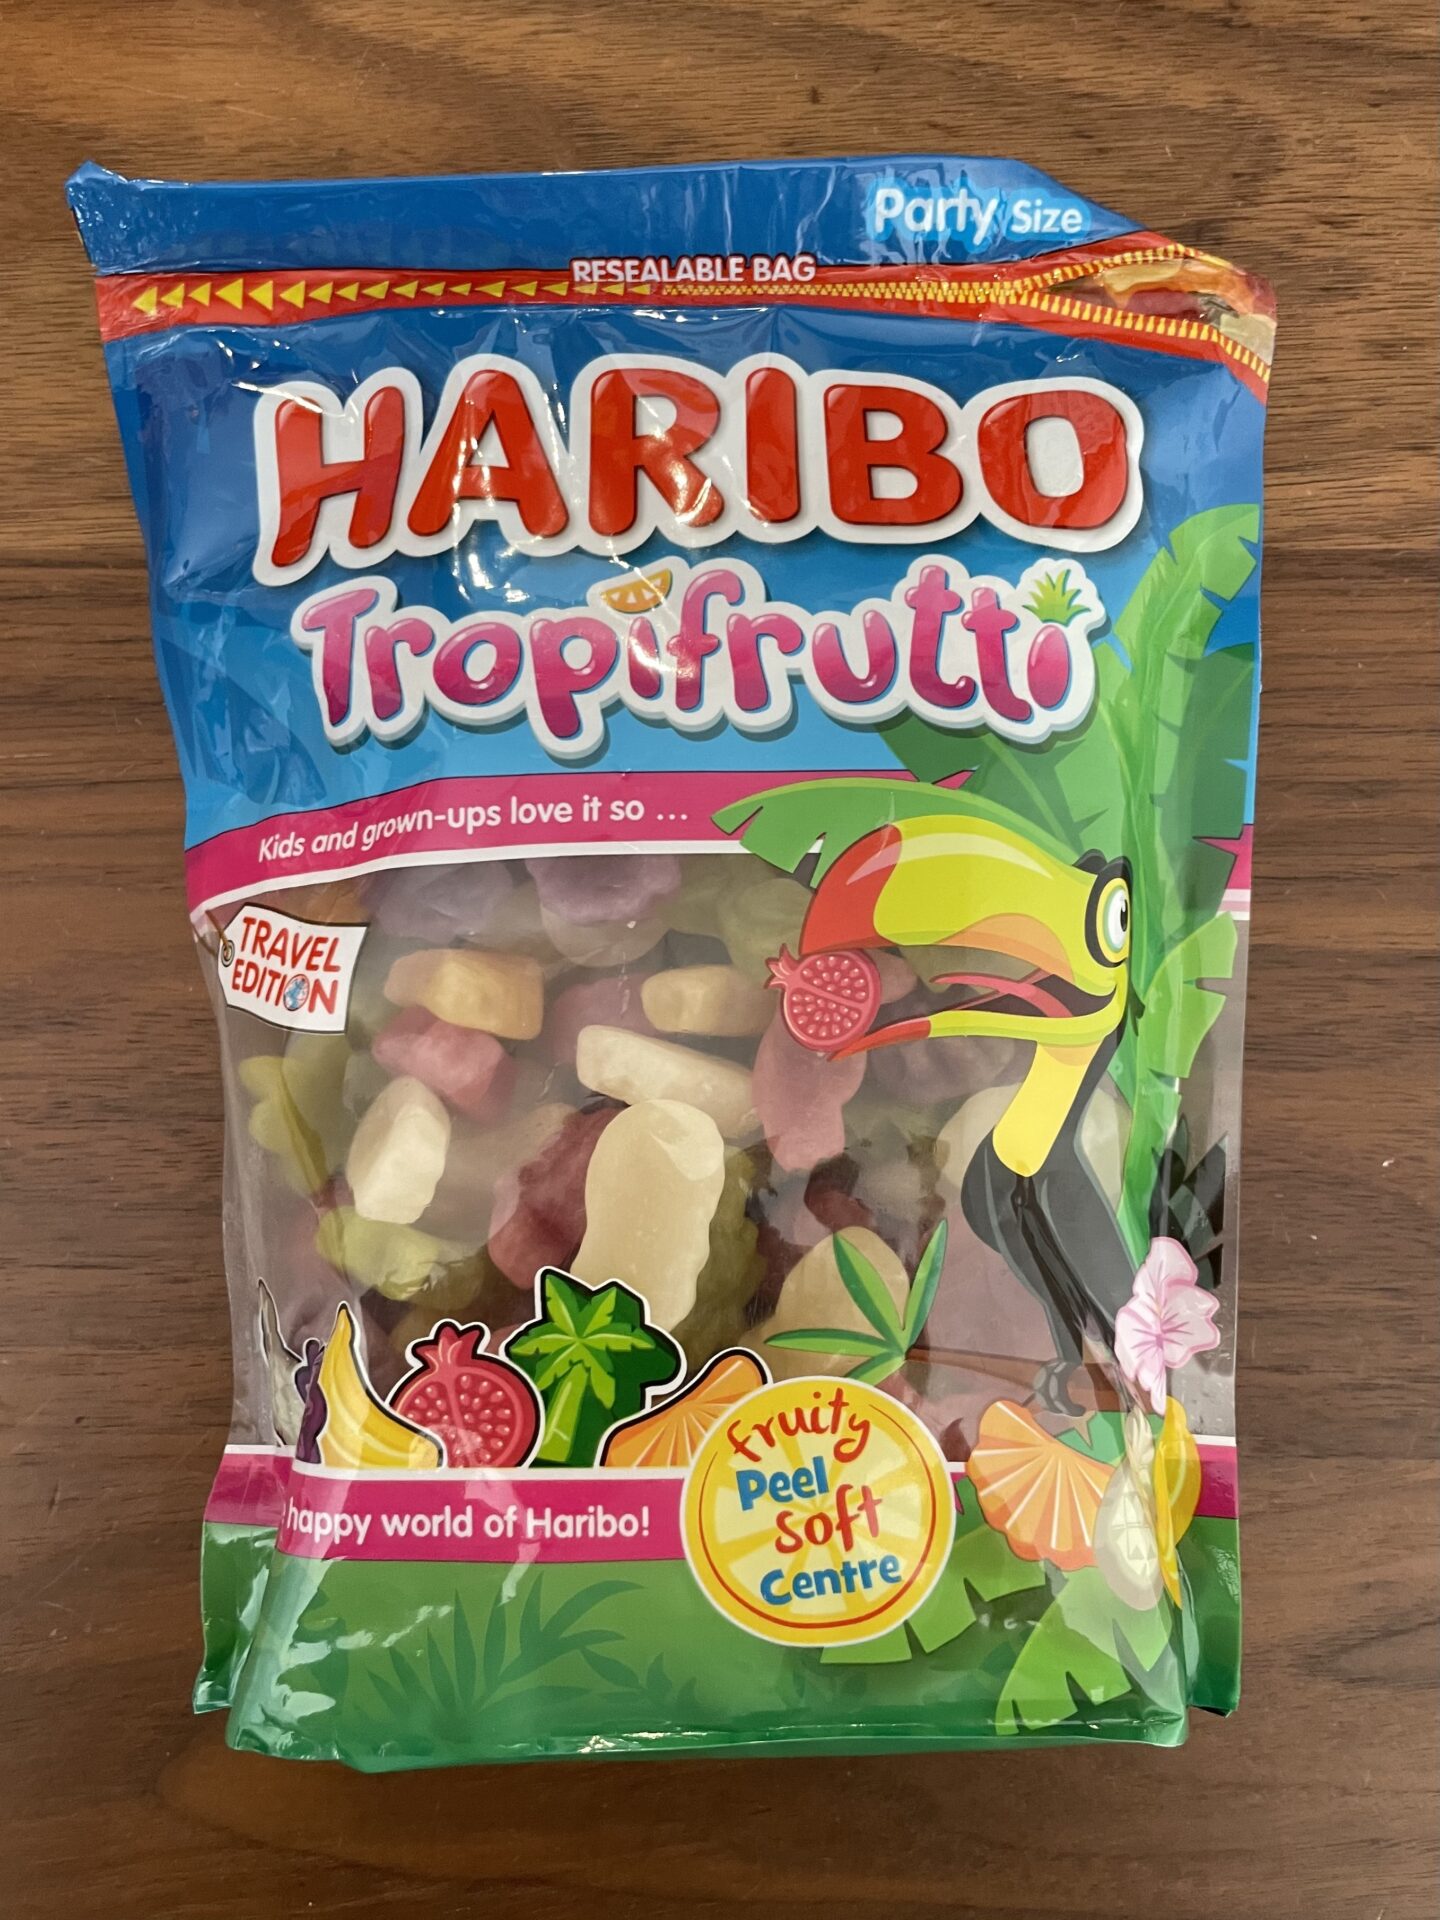 Party Size
RESEALABLE BAG
HARIBO
Tropifrutti
Kids and grown-ups love it so ...
TRAVEL
EDITION
fruity
Peel
Soft
Centre
happy world of Haribo!